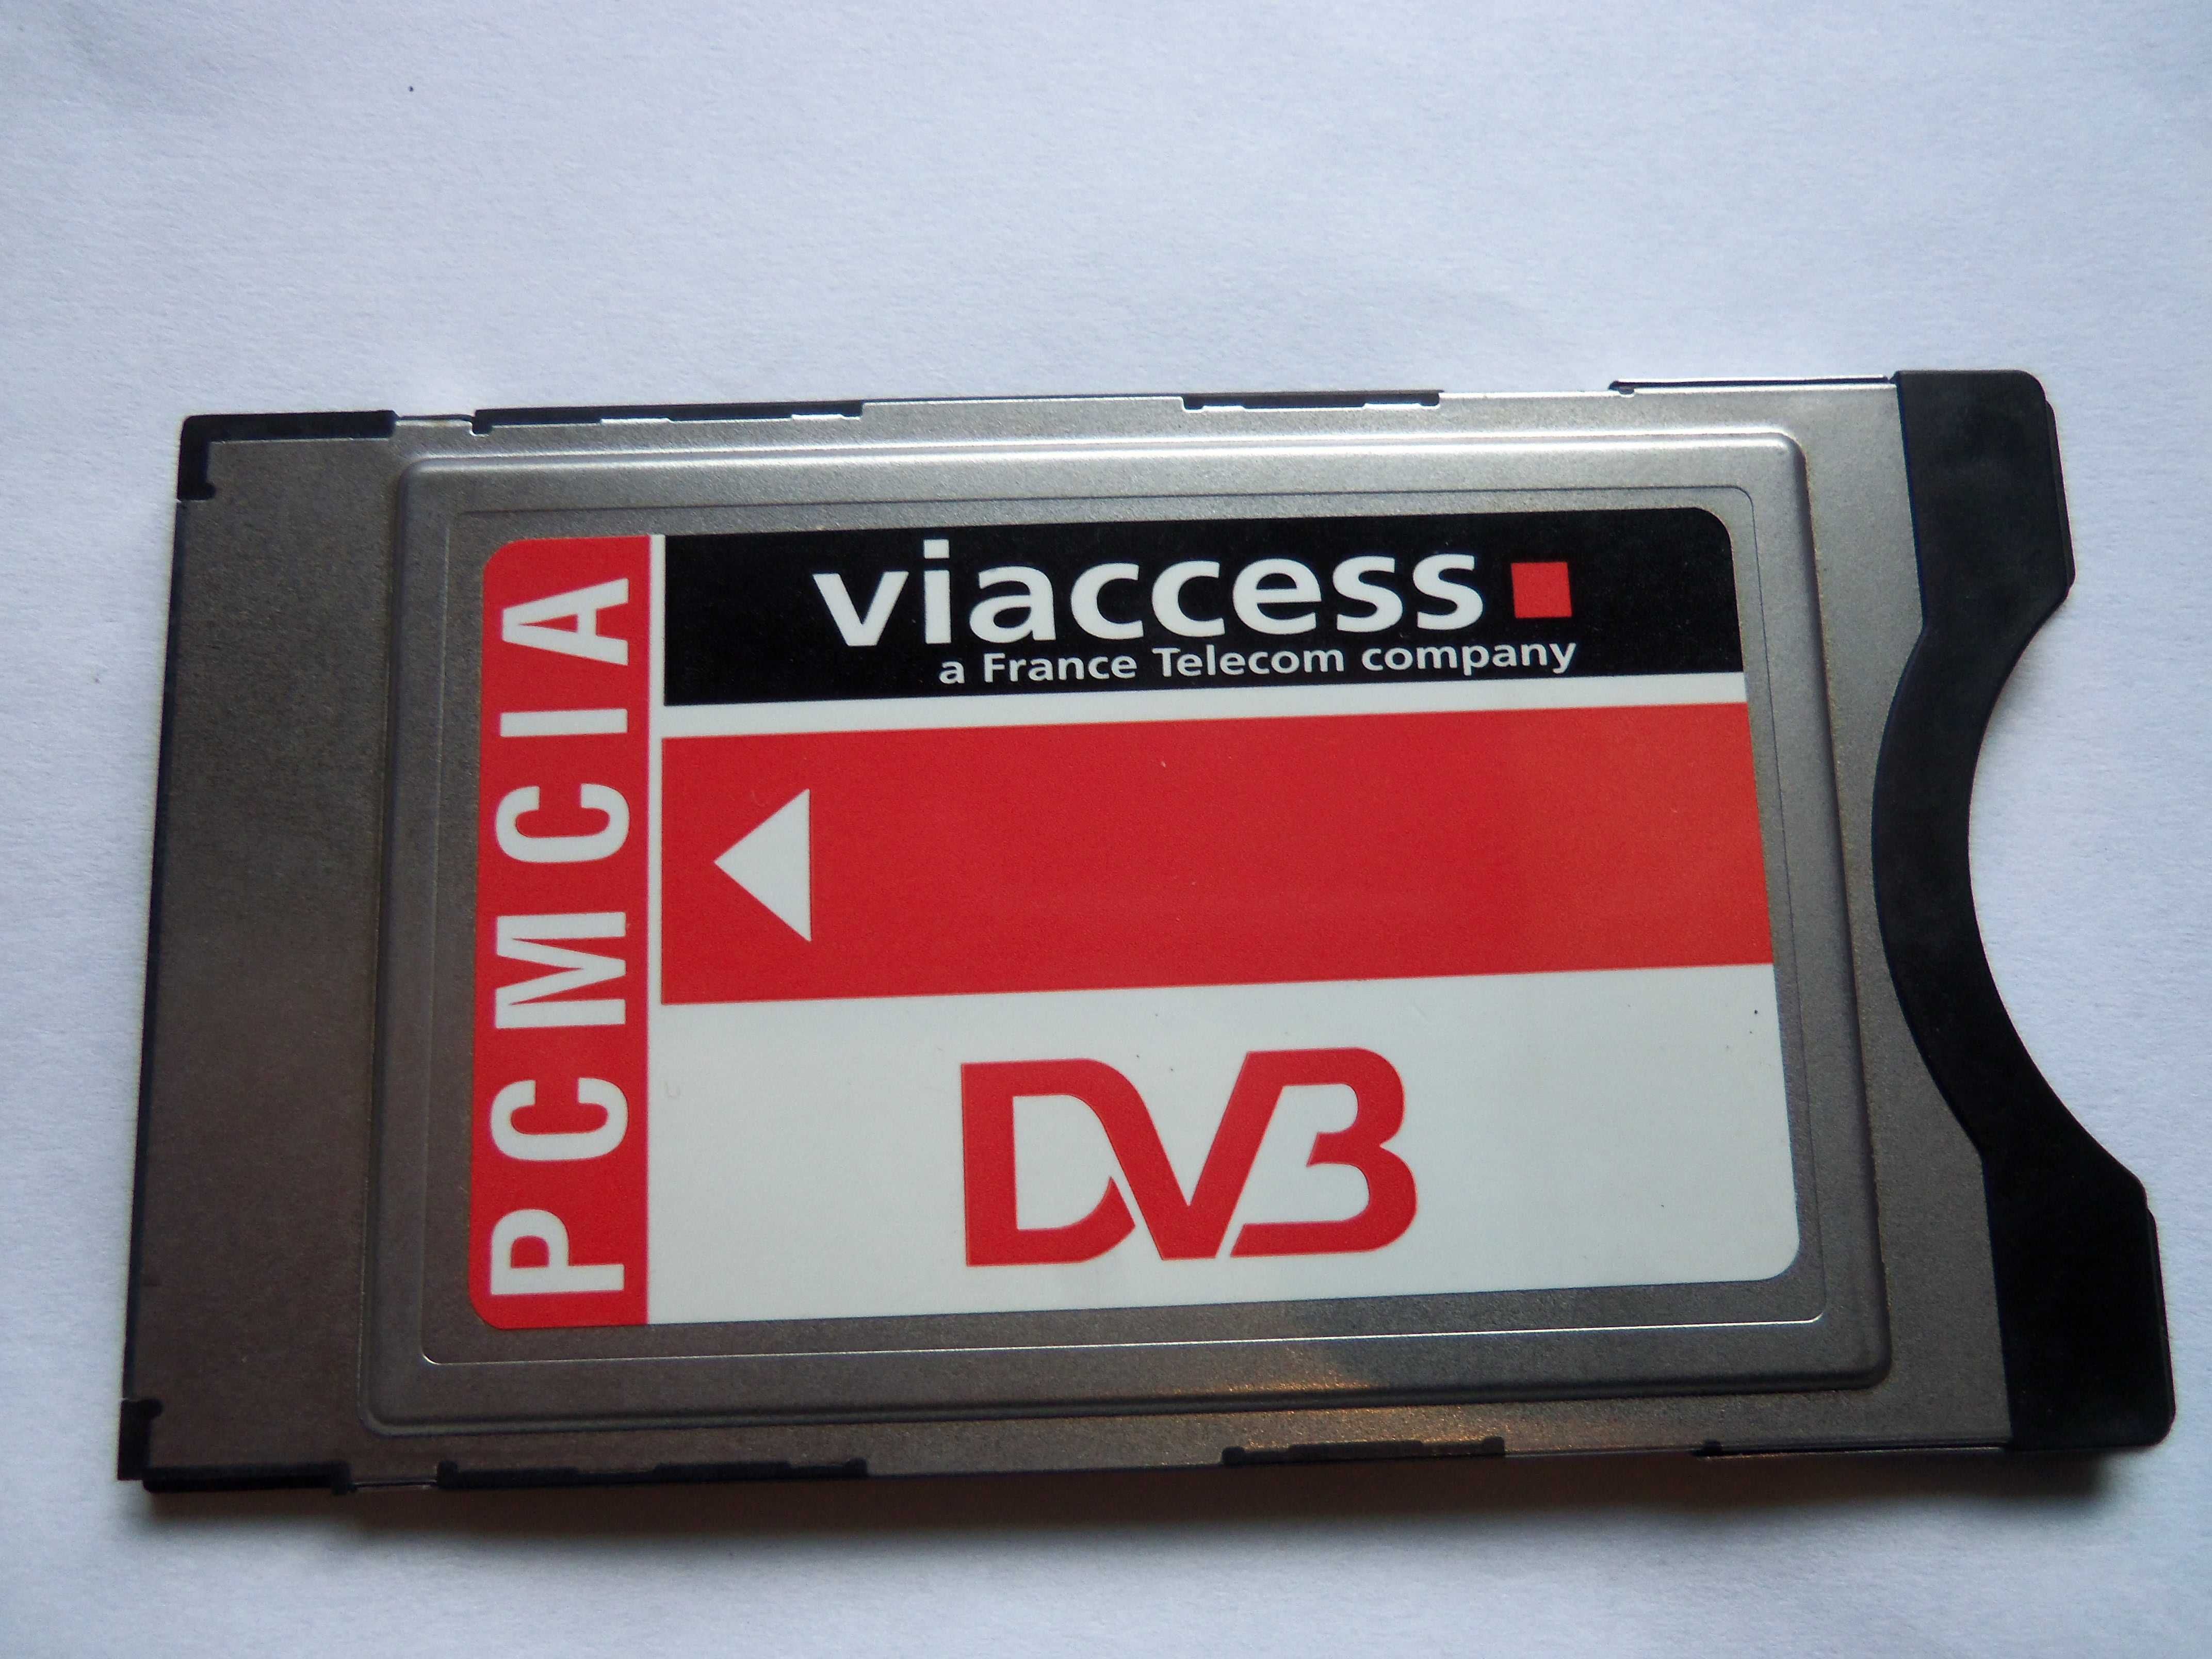 PCMCIA
viaccess
a France Telecom company
DVB